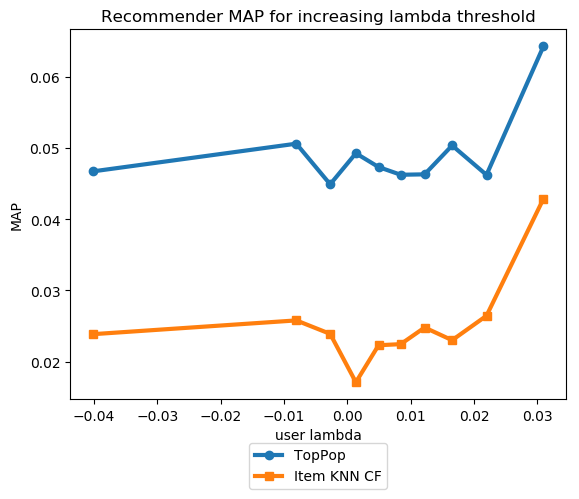 Recommender MAP for increasing lambda threshold
MAP
0.06
0.05
0.04
0.03
0.02
−0.04 −0.03 −0.02 −0.01 0.00 0.01 0.02 0.03
user lambda
TopPop
Item KNN CF